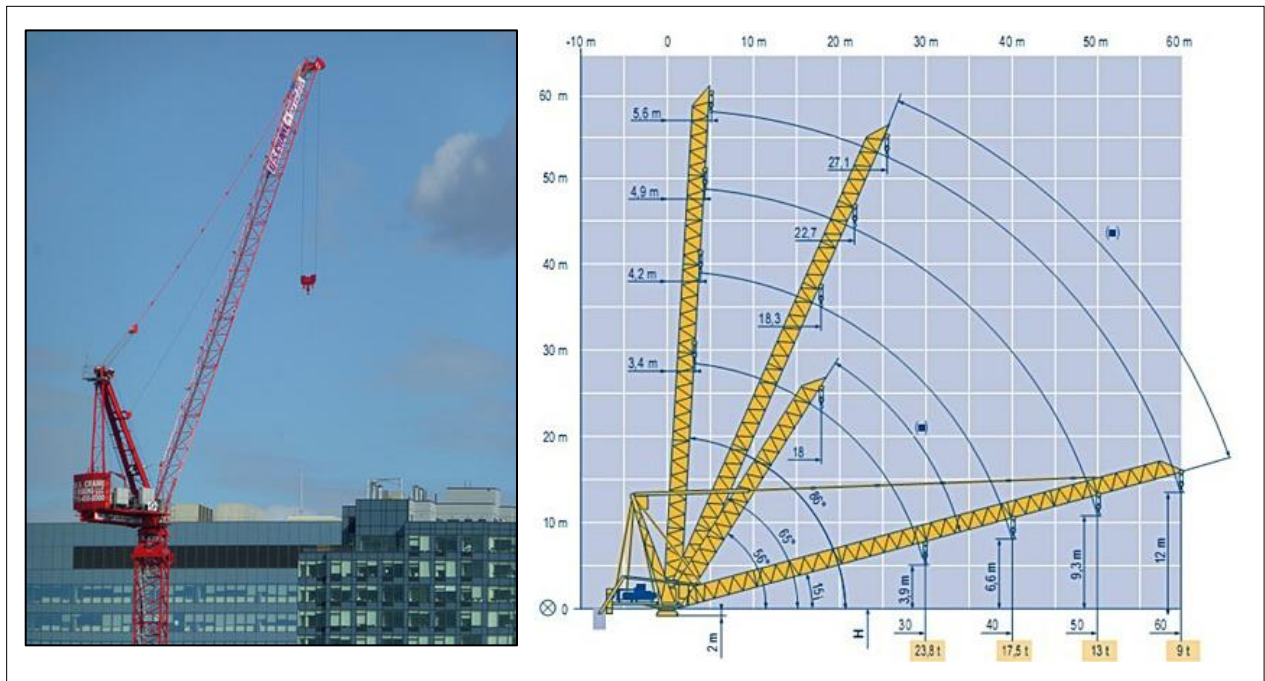 -10 m 0 10 m 20 m 30 m 40 m 50 m 60 m
60 m
5,6 m
27,1
50 m
4,9 m
22,7
(■)
40 m
4,2 m
18,3
30 m
3,4 m
(■)
20 m
18
86°
65°
56°
15°
10 m
3,9 m
6,6 m
9,3 m
12 m
0
2 m
H
30 40 50 60
23,8 t 17,5 t 13 t 9 t
CRANE